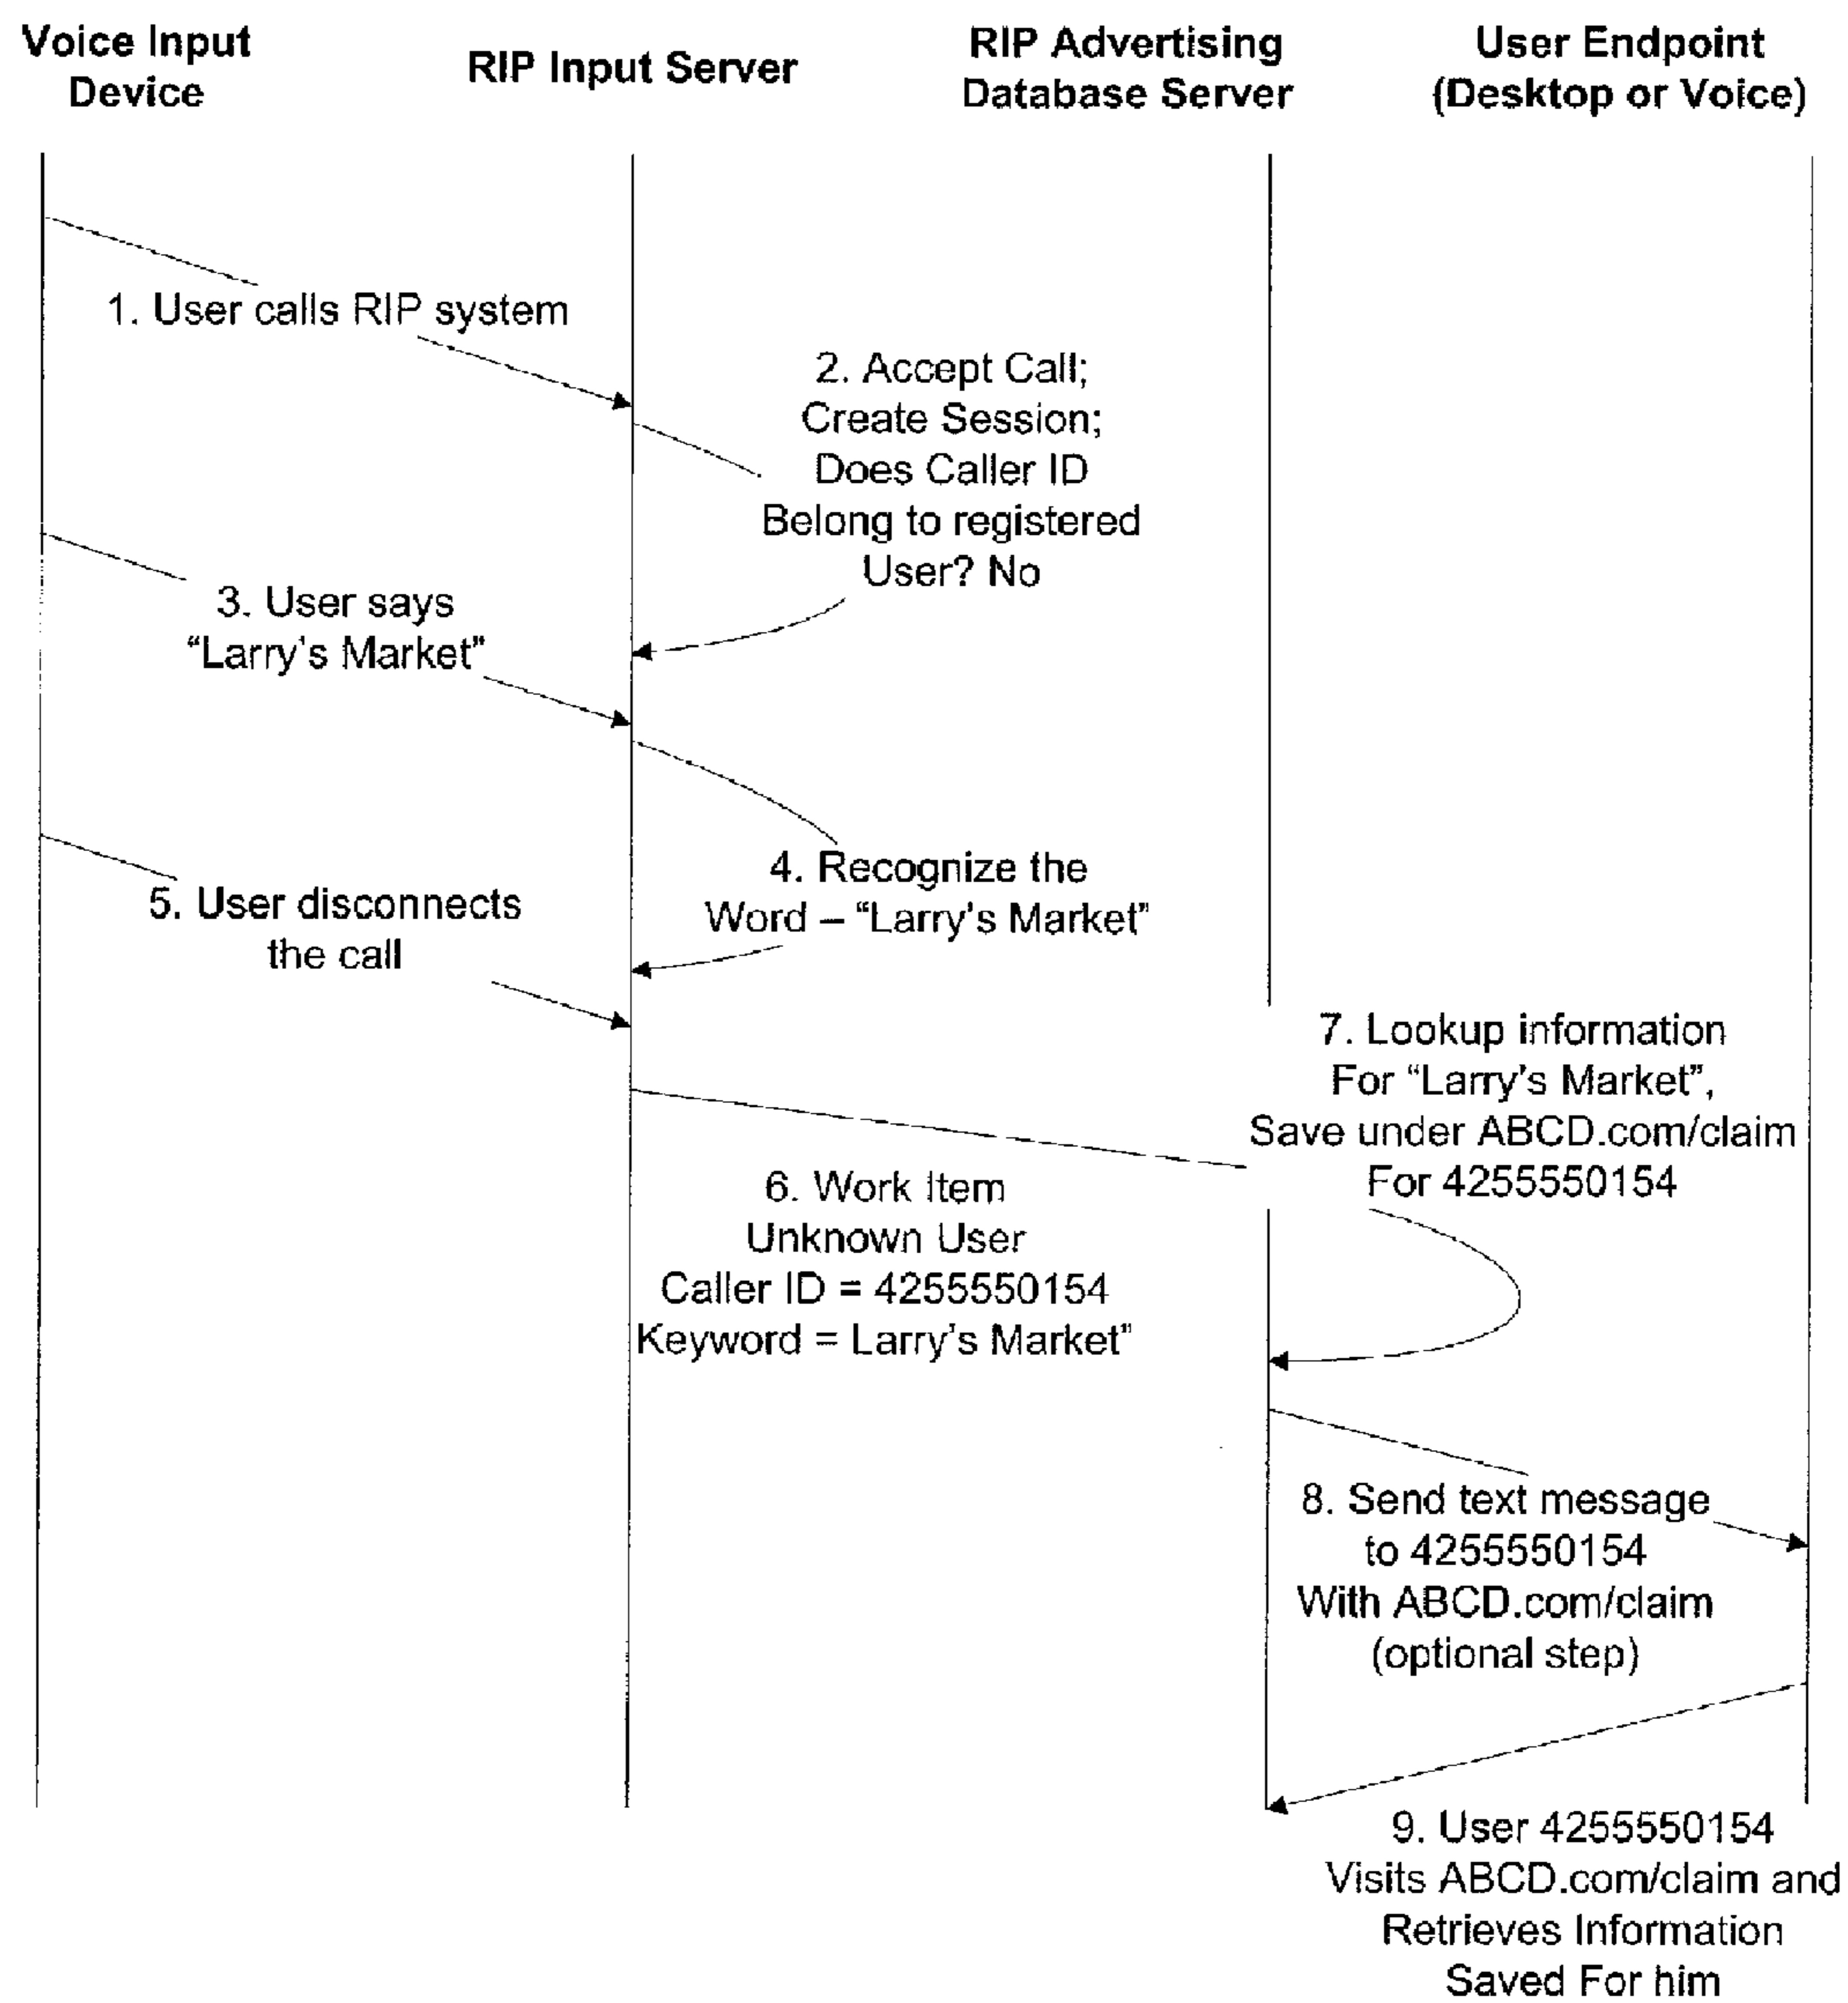 Voice Input
Device
RIP Input Server
RIP Advertising
Database Server
User Endpoint
(Desktop or Voice)
1. User calls RIP system
2. Accept Call;
Create Session;
Does Caller ID
Belong to registered
User? No
3. User says
“Larry’s Market”
4. Recognize the
Word – “Larry’s Market”
5. User disconnects
the call
6. Work Item
Unknown User
Caller ID = 4255550154
Keyword = Larry’s Market”
7. Lookup information
For “Larry’s Market”,
Save under ABCD.com/claim
For 4255550154
8. Send text message
to 4255550154
With ABCD.com/claim
(optional step)
9. User 4255550154
Visits ABCD.com/claim and
Retrieves Information
Saved For him